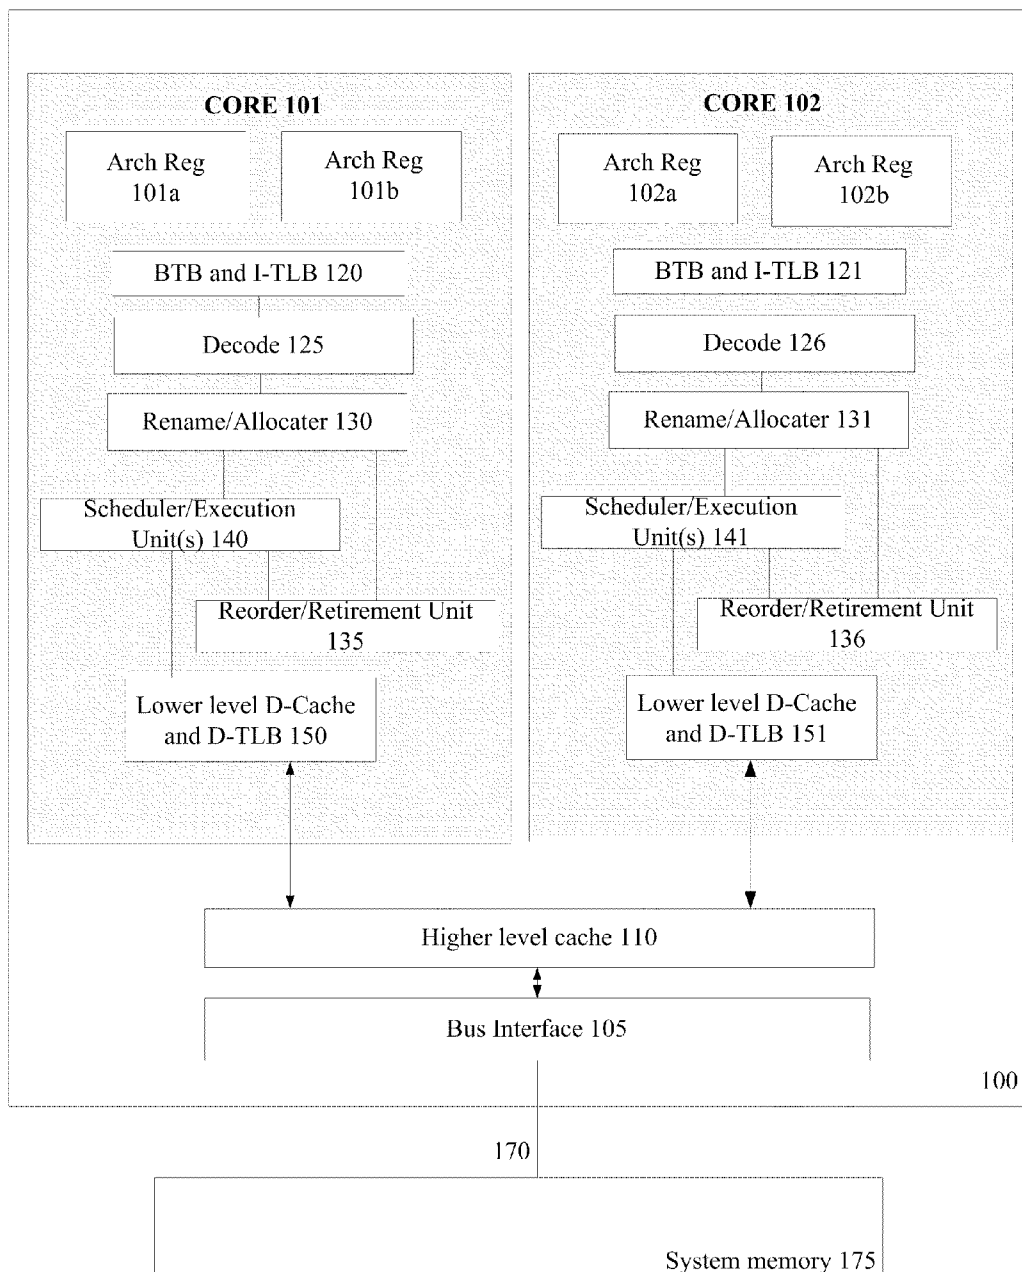 CORE 101
Arch Reg
101a
Arch Reg
101b
BTB and I-TLB 120
Decode 125
Rename/Allocater 130
Scheduler/Execution
Unit(s) 140
Reorder/Retirement Unit
135
Lower level D-Cache
and D-TLB 150
CORE 102
Arch Reg
102a
Arch Reg
102b
BTB and I-TLB 121
Decode 126
Rename/Allocater 131
Scheduler/Execution
Unit(s) 141
Reorder/Retirement Unit
136
Lower level D-Cache
and D-TLB 151
Higher level cache 110
Bus Interface 105
100
170
System memory 175